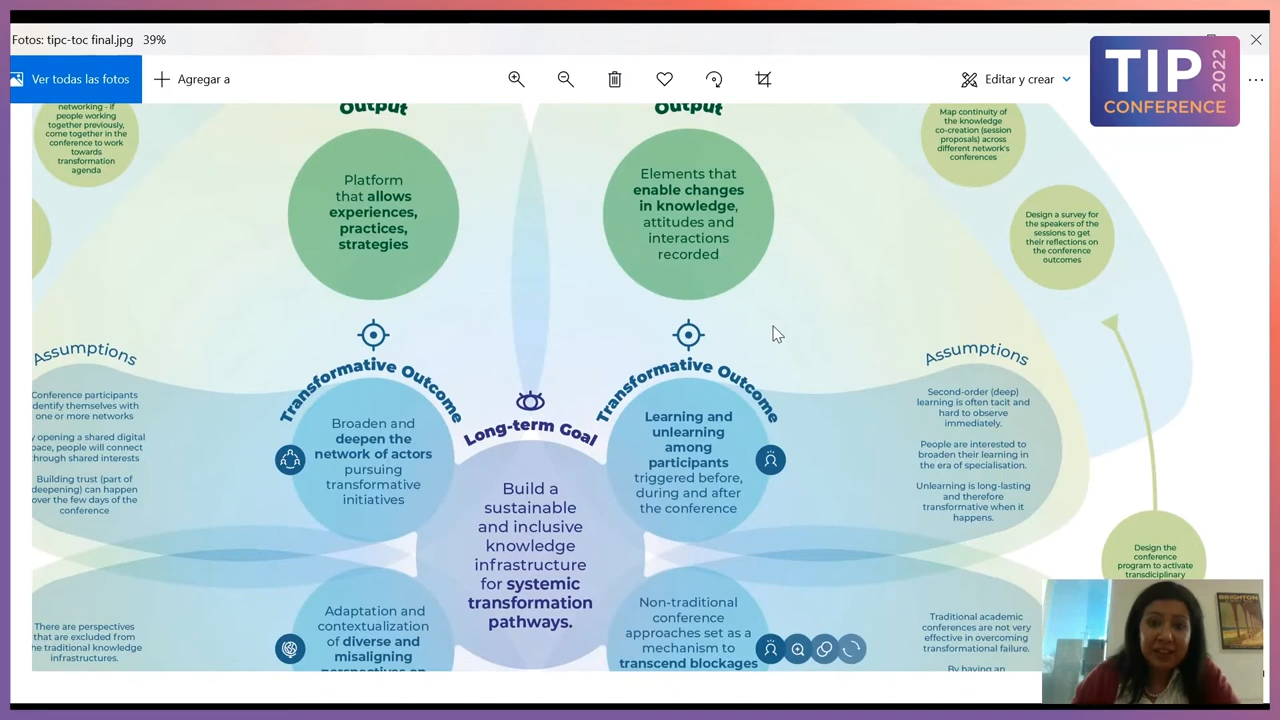 Fotos: tipc-toc final.jpg 39%
Ver todas las fotos
Agregar a
Editar y crear
TIP
2022
CONFERENCE
networking - if
people working
together previously,
come together in the
conference to work
towards
transformation
agenda
Output
Platform
that allows
experiences,
practices,
strategies
Output
Elements that
enable changes
in knowledge,
attitudes and
interactions
recorded
Map continuity of
the knowledge
co-creation (session
proposals) across
different network's
conferences
Design a survey for
the speakers of the
sessions to get
their reflections on
the conference
outcomes
Assumptions
Conference participants
identify themselves with
one or more networks
y opening a shared digital
pace, people will connect
through shared interests
Building trust (part of
deepening) can happen
over the few days of the
conference
Transformative Outcome
Broaden and
deepen the
network of actors
pursuing
transformative
initiatives
Long-term Goal
Build a
sustainable
and inclusive
knowledge
infrastructure
for systemic
transformation
pathways.
Transformative Outcome
Learning and
unlearning
among
participants
triggered before,
during and after
the conference
Assumptions
Second-order (deep)
learning is often tacit and
hard to observe
immediately.
People are interested to
broaden their learning in
the era of specialisation.
Unlearning is long-lasting
and therefore
transformative when it
happens.
Design the
conference
program to activate
transdiciplinary
There are perspectives
that are excluded from
he traditional knowledge
infrastructures.
Adaptation and
contextualization
of diverse and
misaligning
perspectives on
Non-traditional
conference
approaches set as a
mechanism to
transcend blockages
Traditional academic
conferences are not very
effective in overcoming
transformational failure.
By having an
BRIGHTON